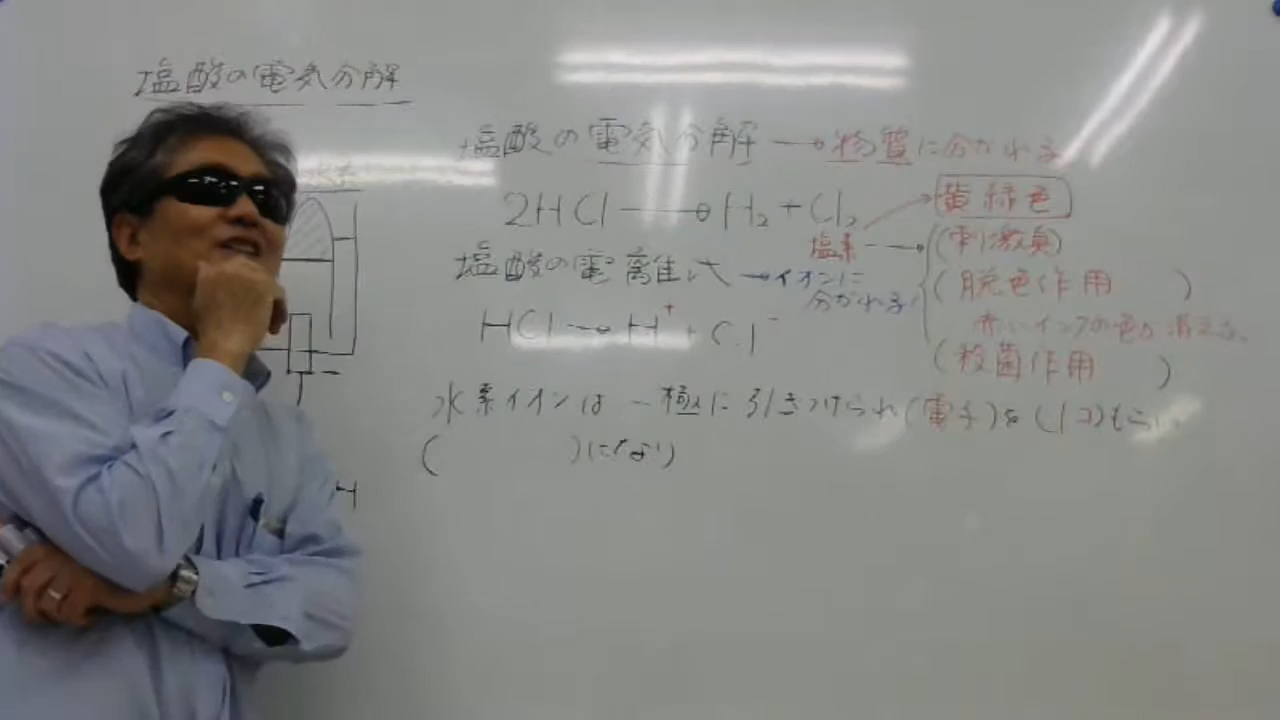 塩酸の電気分解
塩酸の電気分解 → 物質に分かれる
2HCl → H₂ + Cl₂
黄緑色
塩素
(刺激臭)
塩酸の電離式 → イオンに
分かれる
(脱色作用 )
赤いインクの色が消える。
HCl → H⁺ + Cl⁻
(殺菌作用 )
水素イオンは - 極に引きつけられ(電子)を(1コ)もらい
( )になり
H